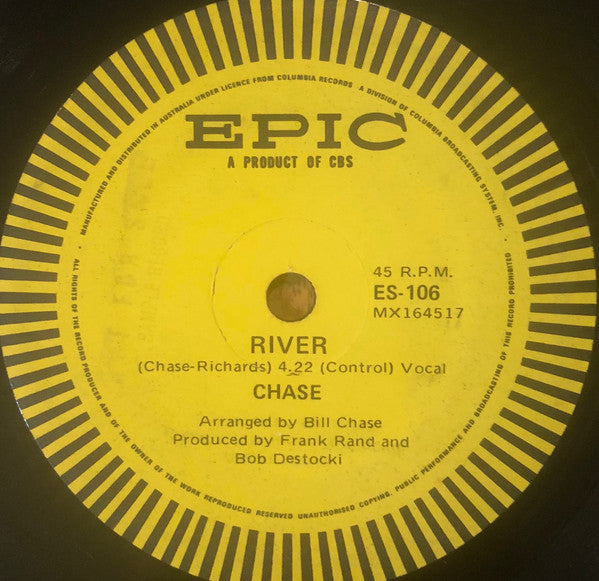 MANUFACTURED AND DISTRIBUTED IN AUSTRALIA UNDER LICENCE FROM COLUMBIA RECORDS A DIVISION OF COLUMBIA BROADCASTING SYSTEM, INC.
EPIC
A PRODUCT OF CBS
45 R.P.M.
ES-106
MX164517
RIVER
(Chase-Richards) 4.22 (Control) Vocal
CHASE
Arranged by Bill Chase
Produced by Frank Rand and
Bob Destocki
ALL RIGHTS OF THE RECORD PRODUCER AND OF THE OWNER OF THE WORK REPRODUCED RESERVED UNAUTHORISED COPYING, PUBLIC PERFORMANCE AND BROADCASTING OF THIS RECORD PROHIBITED